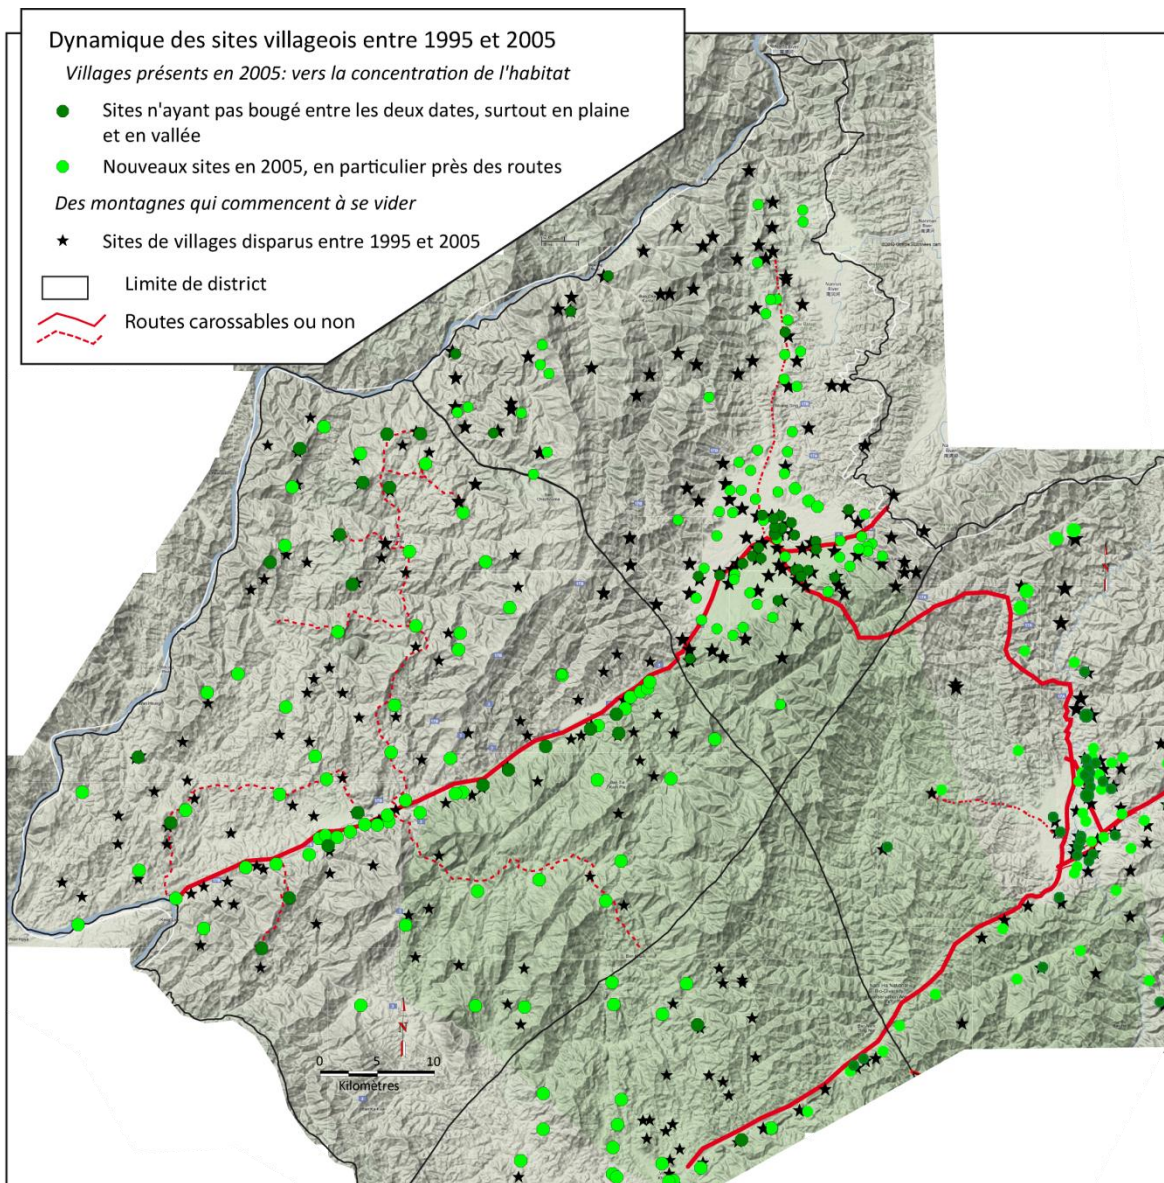 Dynamique des sites villageois entre 1995 et 2005
Villages présents en 2005: vers la concentration de l'habitat
Sites n'ayant pas bougé entre les deux dates, surtout en plaine
et en vallée
Nouveaux sites en 2005, en particulier près des routes
Des montagnes qui commencent à se vider
Sites de villages disparus entre 1995 et 2005
Limite de district
Routes carossables ou non
N
N
0 5 10
Kilomètres